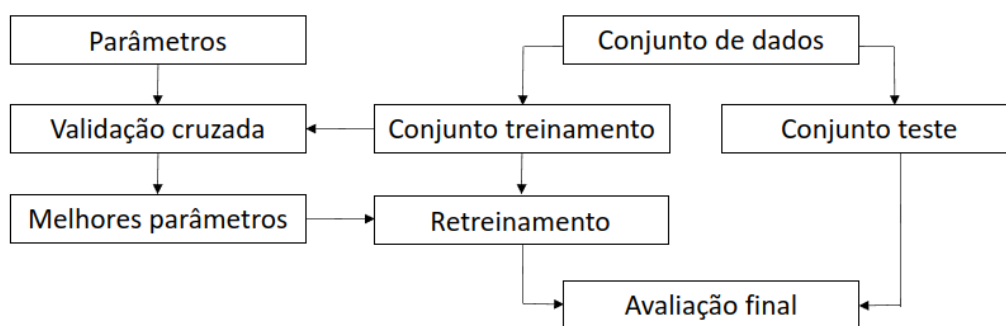 Parâmetros
Conjunto de dados
Validação cruzada
Conjunto treinamento
Conjunto teste
Melhores parâmetros
Retreinamento
Avaliação final